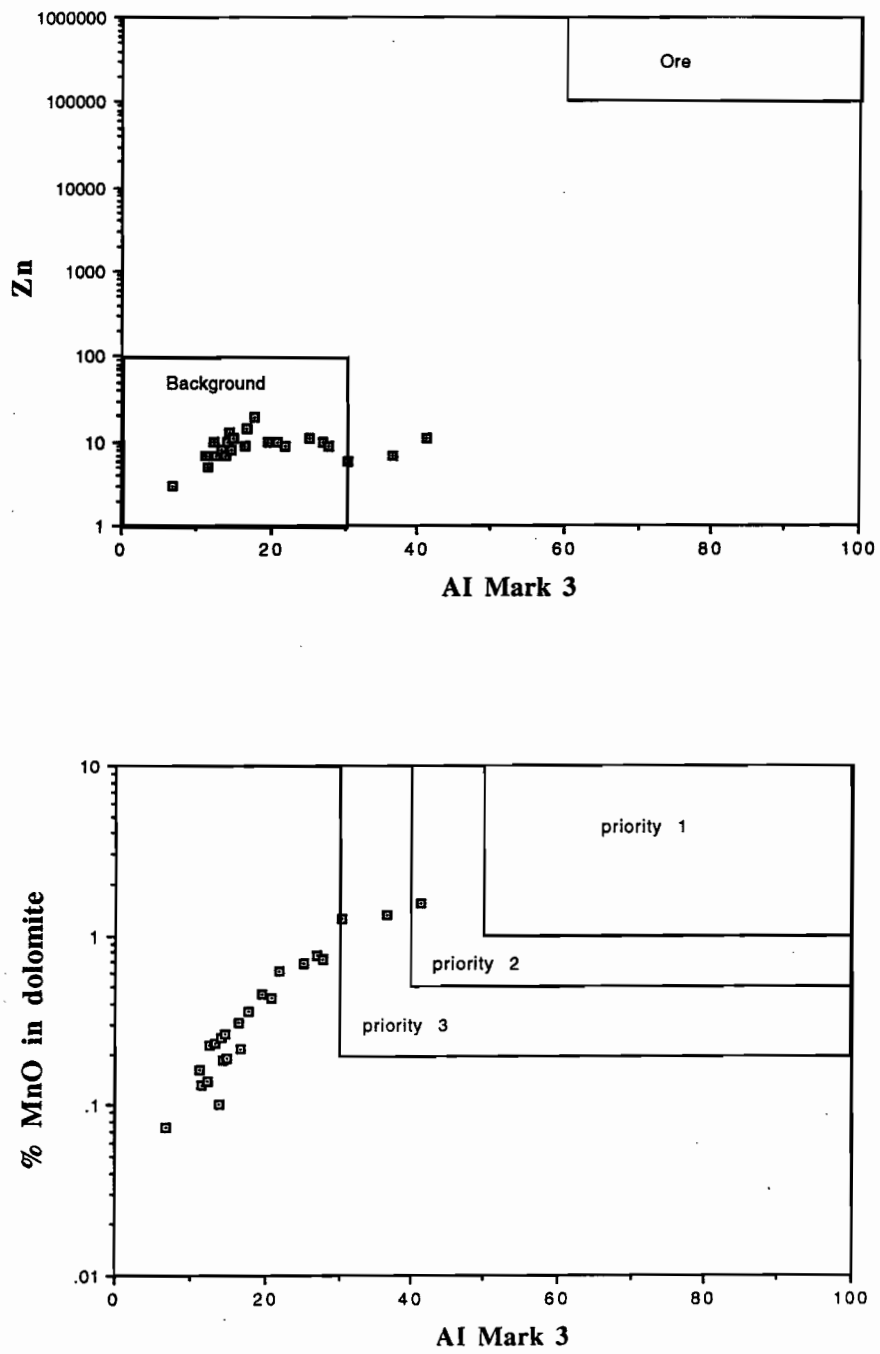 1000000
Ore
100000
10000
1000
100
Background
10
1
0 20 40 60 80 100
Zn
AI Mark 3
10
priority 1
1
priority 2
priority 3
.1
.01
0 20 40 60 80 100
% MnO in dolomite
AI Mark 3